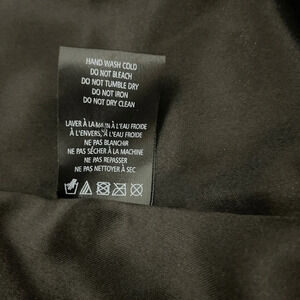 HAND WASH COLD
DO NOT BLEACH
DO NOT TUMBLE DRY
DO NOT IRON
DO NOT DRY CLEAN
LAVER À LA MAIN À L'EAU FROIDE
À L'ENVERS, À L'EAU FROIDE
NE PAS BLANCHIR
NE PAS SÉCHER À LA MACHINE
NE PAS REPASSER
NE PAS NETTOYER À SEC